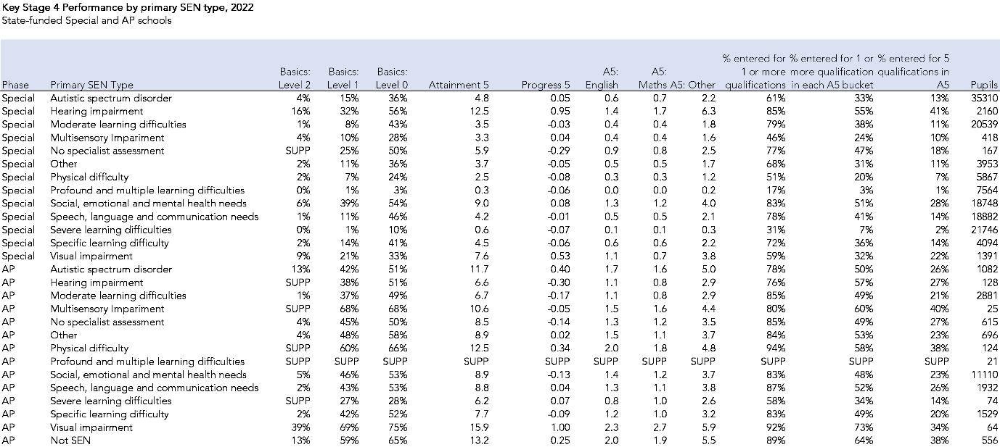 Key Stage 4 Performance by primary SEN type, 2022
State-funded Special and AP schools
% entered for % entered for 1 or % entered for 5
Basics: Basics: Basics: A5: A5: 1 or more more qualification qualifications in
Phase Primary SEN Type Level 2 Level 1 Level 0 Attainment 5 Progress 5 English Maths A5: Other qualifications in each A5 bucket A5 Pupils
Special Autistic spectrum disorder 4% 15% 36% 4.8 0.05 0.6 0.7 2.2 61% 33% 13% 35310
Special Hearing impairment 16% 32% 56% 12.5 0.95 1.4 1.7 6.3 85% 55% 41% 2160
Special Moderate learning difficulties 1% 8% 43% 3.5 -0.03 0.4 0.4 1.8 79% 38% 11% 20539
Special Multisensory Impariment 4% 10% 28% 3.3 0.04 0.4 0.4 1.6 46% 24% 10% 418
Special No specialist assessment SUPP 25% 50% 5.9 -0.29 0.9 0.8 2.5 77% 47% 18% 167
Special Other 2% 11% 36% 3.7 -0.05 0.5 0.5 1.7 68% 31% 11% 3953
Special Physical difficulty 2% 7% 24% 2.5 -0.08 0.3 0.3 1.2 51% 20% 7% 5867
Special Profound and multiple learning difficulties 0% 1% 3% 0.3 -0.06 0.0 0.0 0.2 17% 3% 1% 7564
Special Social, emotional and mental health needs 6% 39% 54% 9.0 0.08 1.3 1.2 4.0 83% 51% 28% 18748
Special Speech, language and communication needs 1% 11% 46% 4.2 -0.01 0.5 0.5 2.1 78% 41% 14% 18882
Special Severe learning difficulties 0% 1% 10% 0.6 -0.07 0.1 0.1 0.3 31% 7% 2% 21746
Special Specific learning difficulty 2% 14% 41% 4.5 -0.06 0.6 0.6 2.2 72% 36% 14% 4094
Special Visual impairment 9% 21% 33% 7.6 0.53 1.1 0.7 3.8 59% 32% 22% 1391
AP Autistic spectrum disorder 13% 42% 51% 11.7 0.40 1.7 1.6 5.0 78% 50% 26% 1082
AP Hearing impairment SUPP 38% 51% 6.6 -0.30 1.1 0.8 2.9 76% 57% 27% 128
AP Moderate learning difficulties 1% 37% 49% 6.7 -0.17 1.1 0.8 2.9 85% 49% 21% 2881
AP Multisensory Impariment SUPP 68% 68% 10.6 -0.05 1.5 1.6 4.4 80% 60% 40% 25
AP No specialist assessment 4% 45% 50% 8.5 -0.14 1.3 1.2 3.5 85% 49% 27% 615
AP Other 4% 48% 58% 8.9 0.02 1.5 1.1 3.7 84% 53% 23% 696
AP Physical difficulty SUPP 60% 66% 12.5 0.34 2.0 1.8 4.8 94% 58% 38% 124
AP Profound and multiple learning difficulties SUPP SUPP SUPP SUPP SUPP SUPP SUPP SUPP SUPP SUPP SUPP 21
AP Social, emotional and mental health needs 5% 46% 53% 8.9 -0.13 1.4 1.2 3.7 83% 48% 23% 11110
AP Speech, language and communication needs 2% 43% 53% 8.8 0.04 1.3 1.1 3.8 87% 52% 26% 1932
AP Severe learning difficulties SUPP 27% 28% 6.2 0.07 0.8 1.0 2.6 58% 34% 14% 74
AP Specific learning difficulty 2% 42% 52% 7.7 -0.09 1.2 1.0 3.2 83% 49% 20% 1529
AP Visual impairment 39% 69% 75% 15.9 1.00 2.3 2.7 5.9 92% 73% 34% 64
AP Not SEN 13% 59% 65% 13.2 0.25 2.0 1.9 5.5 89% 64% 38% 556